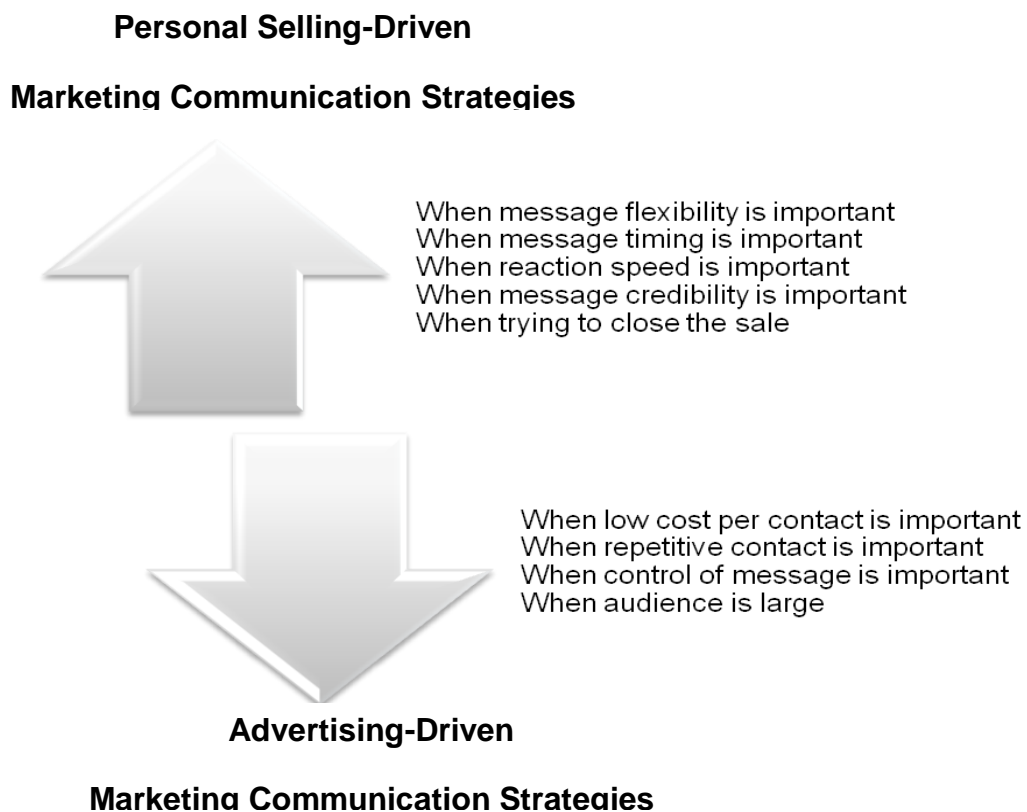 Personal Selling-Driven
Marketing Communication Strategies
When message flexibility is important
When message timing is important
When reaction speed is important
When message credibility is important
When trying to close the sale
When low cost per contact is important
When repetitive contact is important
When control of message is important
When audience is large
Advertising-Driven
Marketing Communication Strategies